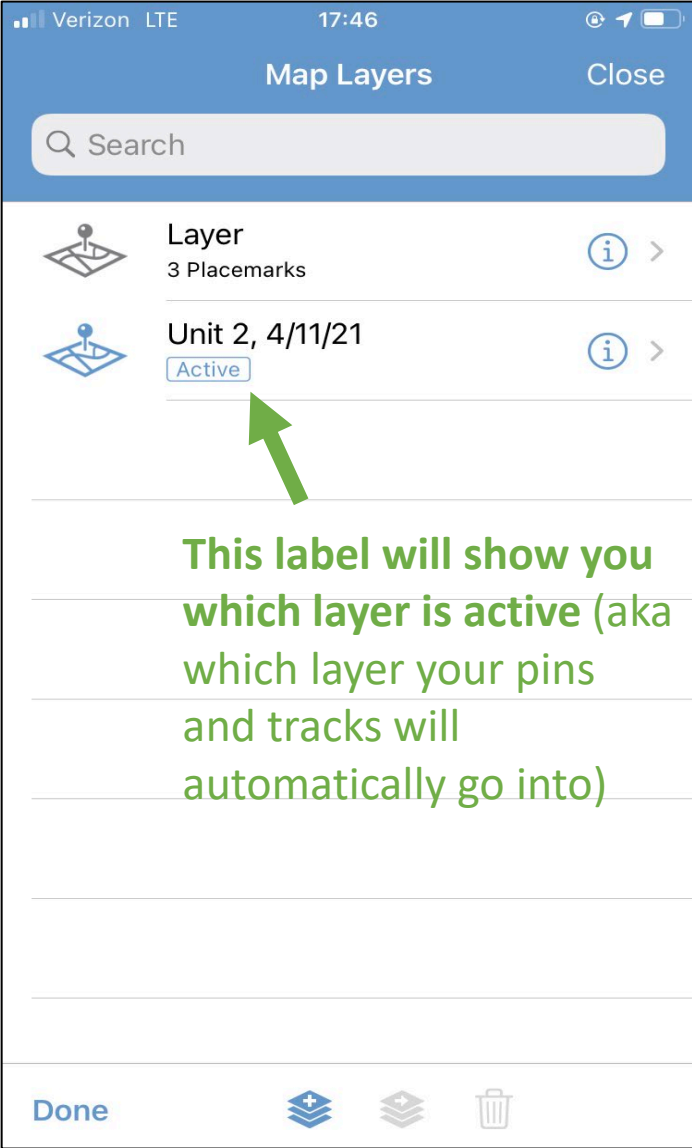 Verizon LTE 17:46
Map Layers Close
Search
Layer
3 Placemarks
Unit 2, 4/11/21
Active
This label will show you
which layer is active (aka
which layer your pins
and tracks will
automatically go into)
Done